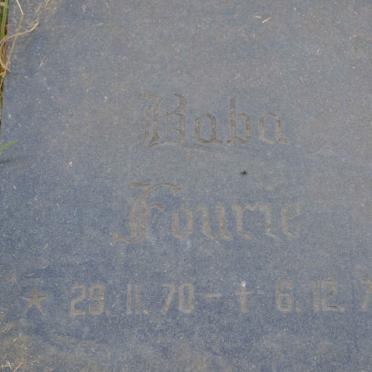 Baba
Fourie
* 29.11.70 – † 6.12.7